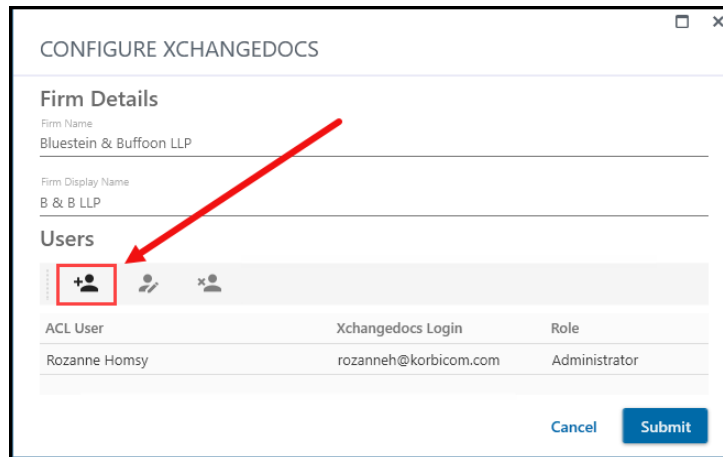 CONFIGURE XCHANGEDOCS
Firm Details
Firm Name
Bluestein & Buffoon LLP
Firm Display Name
B & B LLP
Users
ACL User Xchangedocs Login Role
Rozanne Homsy rozanneh@korbicom.com Administrator
Cancel Submit